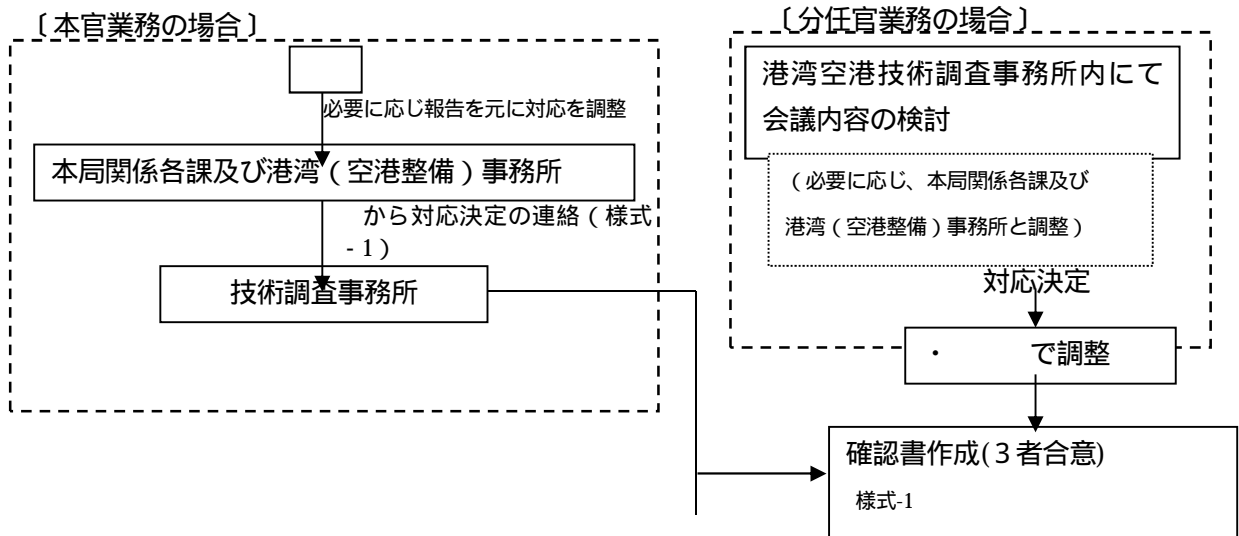 〔本官業務の場合〕
必要に応じ報告を元に対応を調整
本局関係各課及び港湾(空港整備)事務所
から対応決定の連絡(様式
-1)
技術調査事務所
〔分任官業務の場合〕
港湾空港技術調査事務所内にて
会議内容の検討
(必要に応じ、本局関係各課及び
港湾(空港整備)事務所と調整)
対応決定
・　　　で調整
確認書作成(3者合意)
様式-1